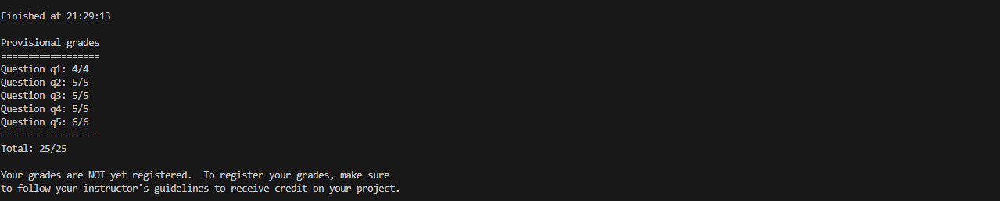 Finished at 21:29:13
Provisional grades
==================
Question q1: 4/4
Question q2: 5/5
Question q3: 5/5
Question q4: 5/5
Question q5: 6/6
------------------
Total: 25/25
Your grades are NOT yet registered.  To register your grades, make sure
to follow your instructor's guidelines to receive credit on your project.